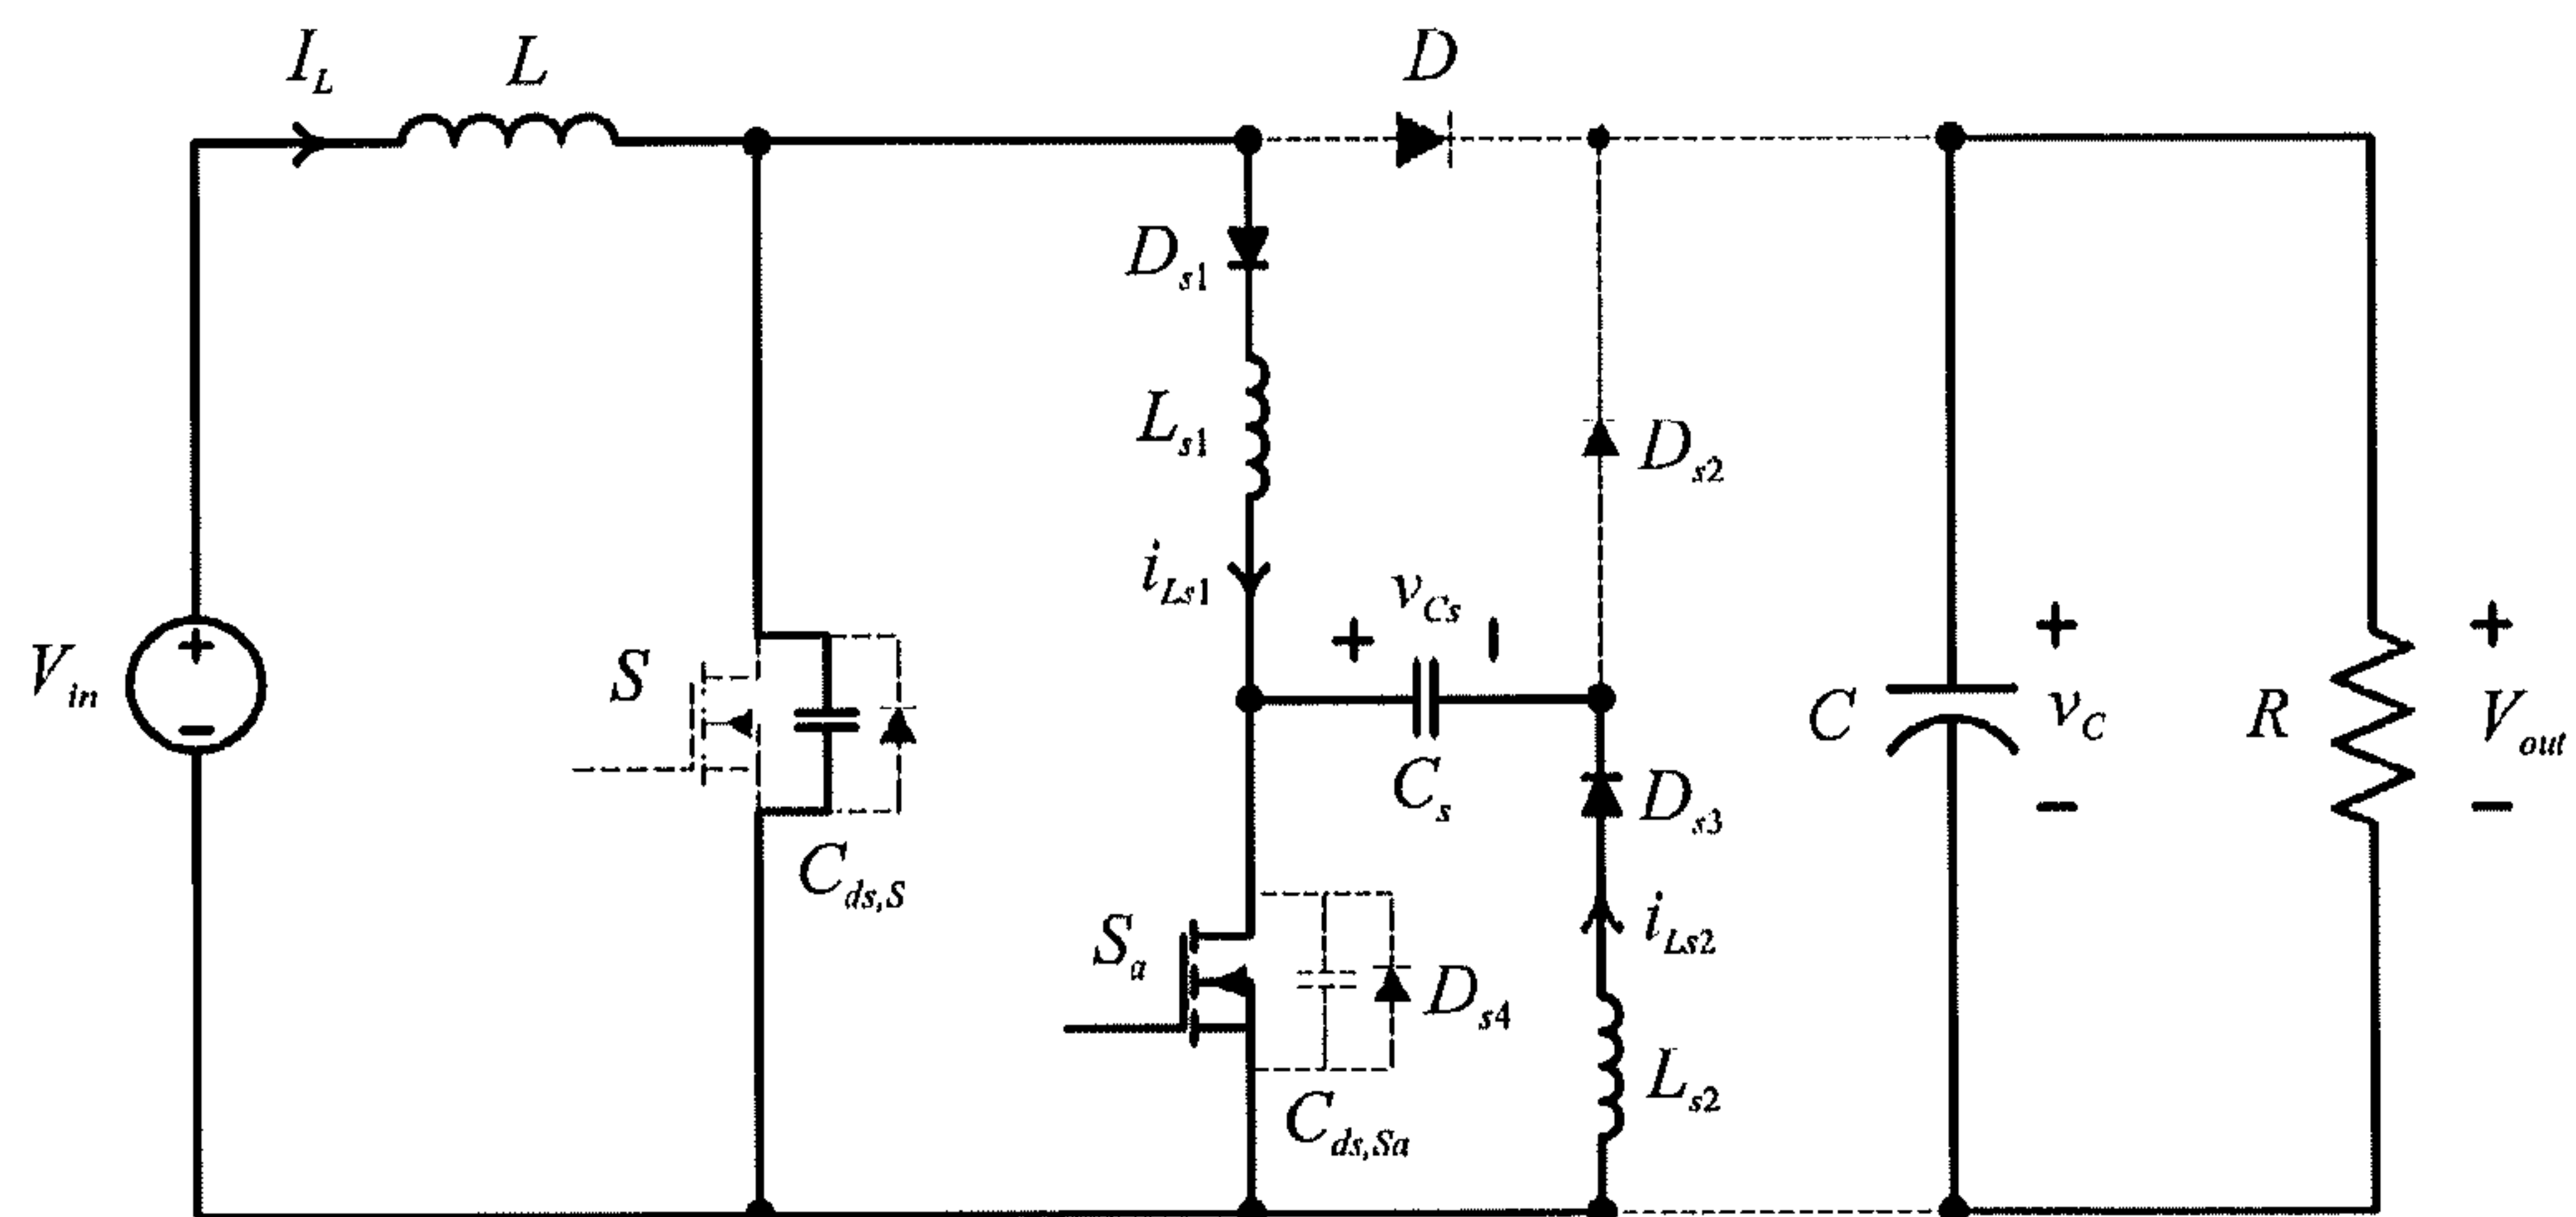 I_L
L
D
D_s1
L_s1
D_s2
i_Ls1
v_Cs
+
−
+
+
+
V_in
−
S
C
v_C
R
V_out
C_s
D_s3
−
−
C_ds,S
S_a
D_s4
i_Ls2
L_s2
C_ds,Sa